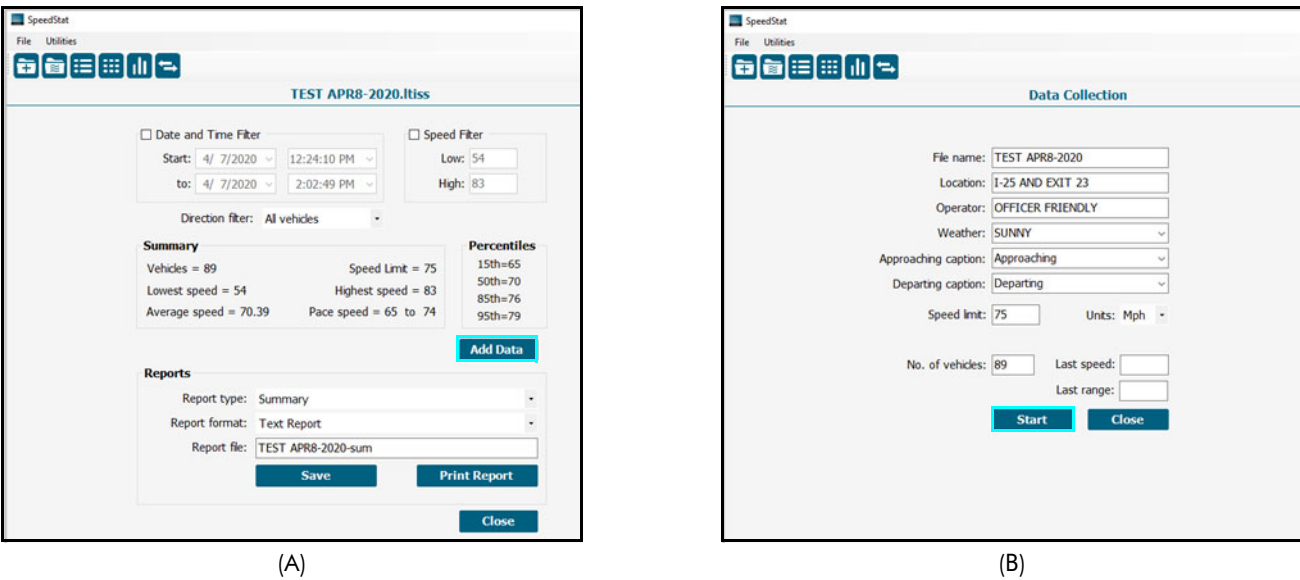 SpeedStat
File Utilities
TEST APR8-2020.ltiss
Date and Time Filter
Speed Filter
Start: 4/ 7/2020 12:24:10 PM
Low: 54
to: 4/ 7/2020 2:02:49 PM
High: 83
Direction filter: All vehicles
Summary
Vehicles = 89 Speed Limit = 75
Lowest speed = 54 Highest speed = 83
Average speed = 70.39 Pace speed = 65 to 74
Percentiles
15th=65
50th=70
85th=76
95th=79
Add Data
Reports
Report type: Summary
Report format: Text Report
Report file: TEST APR8-2020-sum
Save Print Report
Close
(A)
SpeedStat
File Utilities
Data Collection
File name: TEST APR8-2020
Location: I-25 AND EXIT 23
Operator: OFFICER FRIENDLY
Weather: SUNNY
Approaching caption: Approaching
Departing caption: Departing
Speed limit: 75 Units: Mph
No. of vehicles: 89 Last speed:
Last range:
Start Close
(B)